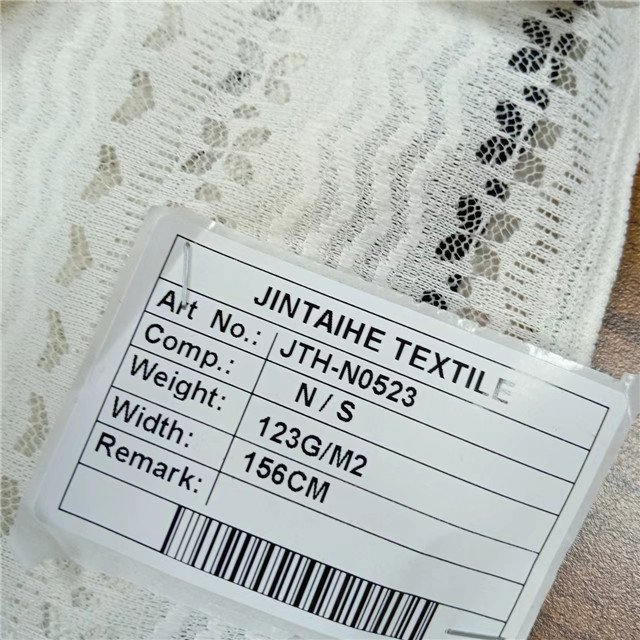 JINTAIHE TEXTILE
Art No.: JTH-N0523
Comp.: N / S
Weight: 123G/M2
Width: 156CM
Remark: